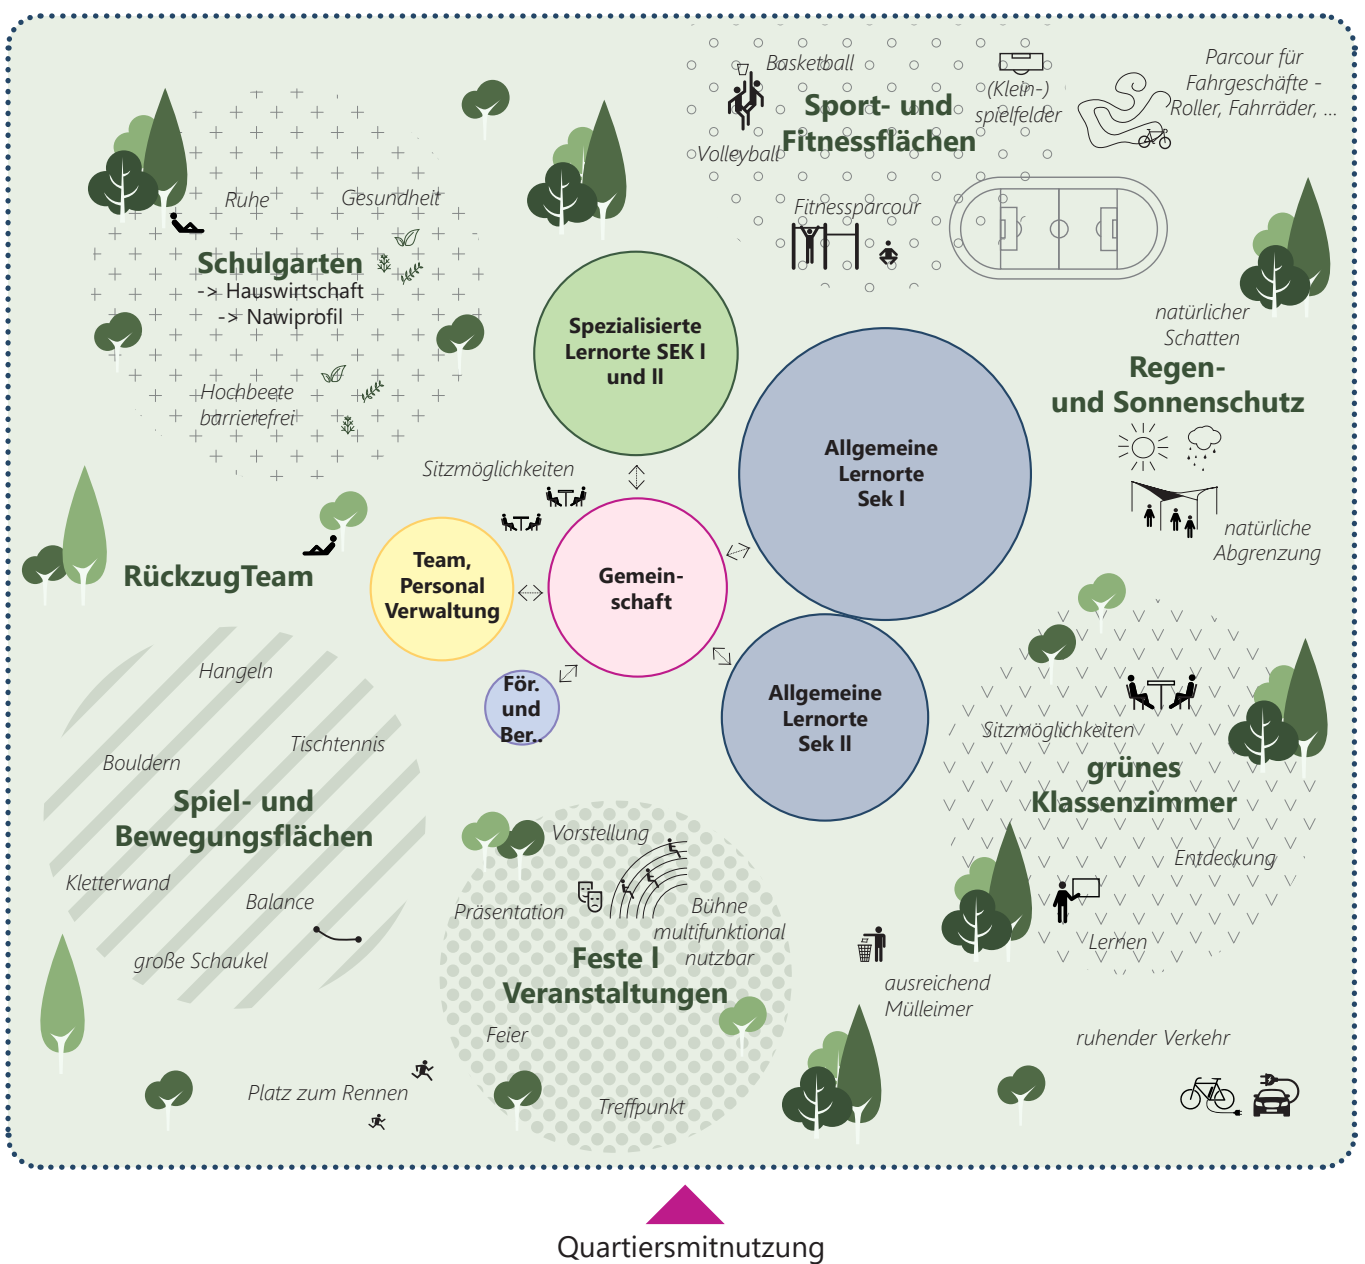 Basketball
(Klein-)
spielfelder
Parcour für
Fahrgeschäfte -
Roller, Fahrräder, ...
Sport- und
Fitnessflächen
Volleyball
Fitnessparcour
Ruhe
Gesundheit
Schulgarten
-> Hauswirtschaft
-> Nawiprofil
Hochbeete
barrierefrei
Spezialisierte
Lernorte SEK I
und II
natürlicher
Schatten
Regen-
und Sonnenschutz
natürliche
Abgrenzung
Allgemeine
Lernorte
Sek I
Sitzmöglichkeiten
RückzugTeam
Team,
Personal
Verwaltung
Gemein-
schaft
För.
und
Ber..
Allgemeine
Lernorte
Sek II
Hangeln
Tischtennis
Bouldern
Spiel- und
Bewegungsflächen
Kletterwand
Balance
große Schaukel
Sitzmöglichkeiten
grünes
Klassenzimmer
Entdeckung
Lernen
Vorstellung
Präsentation
Bühne
multifunktional
nutzbar
Feste I
Veranstaltungen
Feier
Treffpunkt
ausreichend
Mülleimer
ruhender Verkehr
Platz zum Rennen
Quartiersmitnutzung